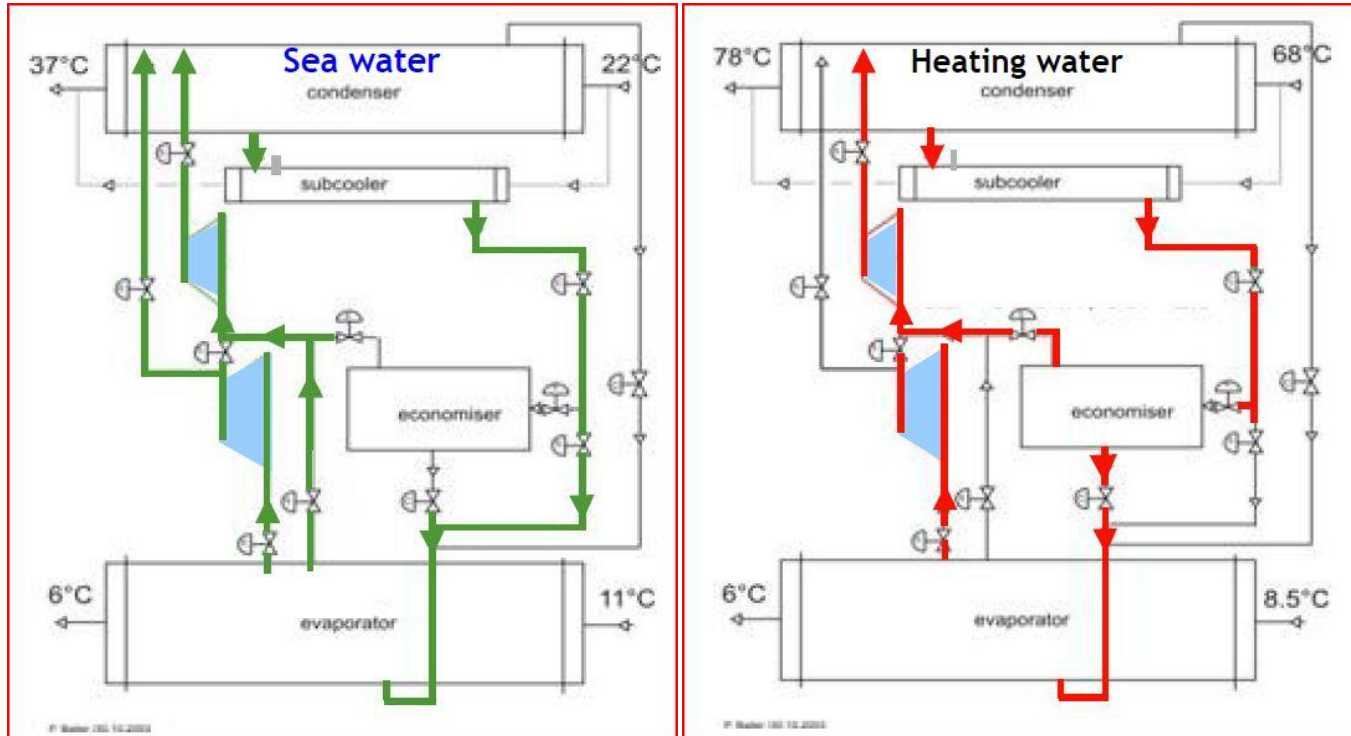 37°C
Sea water
22°C
condenser
subcooler
economiser
6°C
11°C
evaporator
78°C
Heating water
68°C
condenser
subcooler
economiser
6°C
8.5°C
evaporator